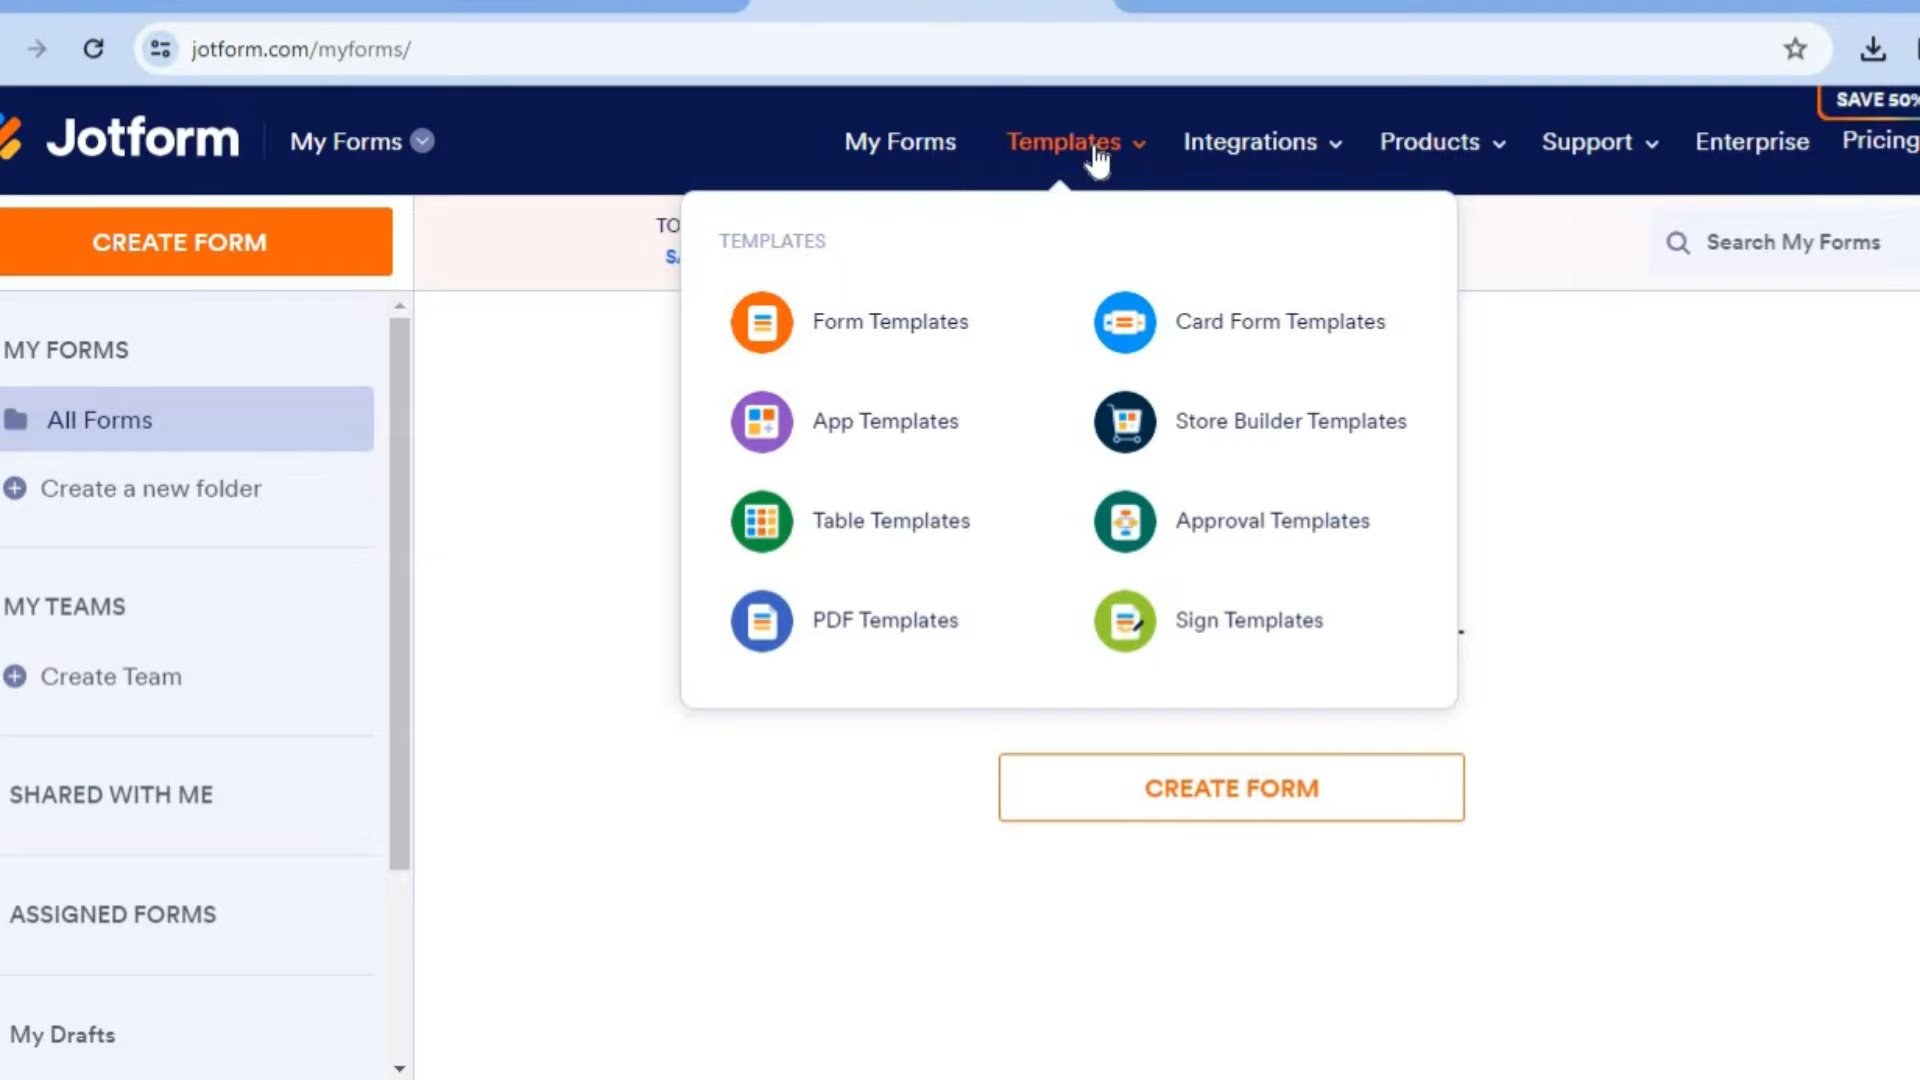 jotform.com/myforms/
SAVE 50%
Jotform
My Forms
My Forms
Templates
Integrations
Products
Support
Enterprise
Pricing
CREATE FORM
TO
TEMPLATES
Search My Forms
Form Templates
Card Form Templates
App Templates
Store Builder Templates
Table Templates
Approval Templates
PDF Templates
Sign Templates
MY FORMS
All Forms
Create a new folder
MY TEAMS
Create Team
SHARED WITH ME
ASSIGNED FORMS
My Drafts
CREATE FORM